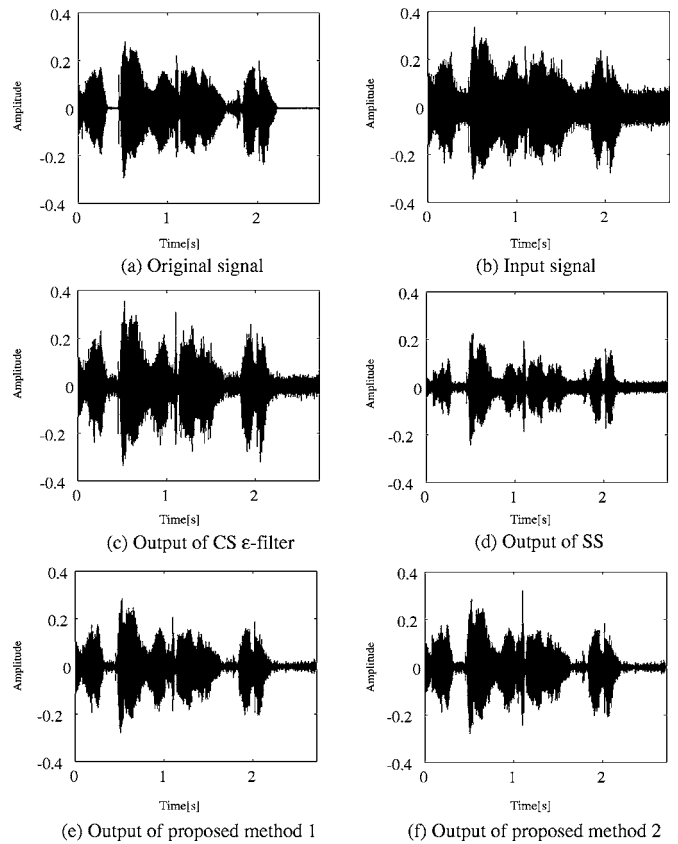 0.4
0.2
0
-0.2
-0.4
Amplitude
0 1 2
Time[s]
(a) Original signal
0.4
0.2
0
-0.2
-0.4
Amplitude
0 1 2
Time[s]
(b) Input signal
0.4
0.2
0
-0.2
-0.4
Amplitude
0 1 2
Time[s]
(c) Output of CS ε-filter
0.4
0.2
0
-0.2
-0.4
Amplitude
0 1 2
Time[s]
(d) Output of SS
0.4
0.2
0
-0.2
-0.4
Amplitude
0 1 2
Time[s]
(e) Output of proposed method 1
0.4
0.2
0
-0.2
-0.4
Amplitude
0 1 2
Time[s]
(f) Output of proposed method 2